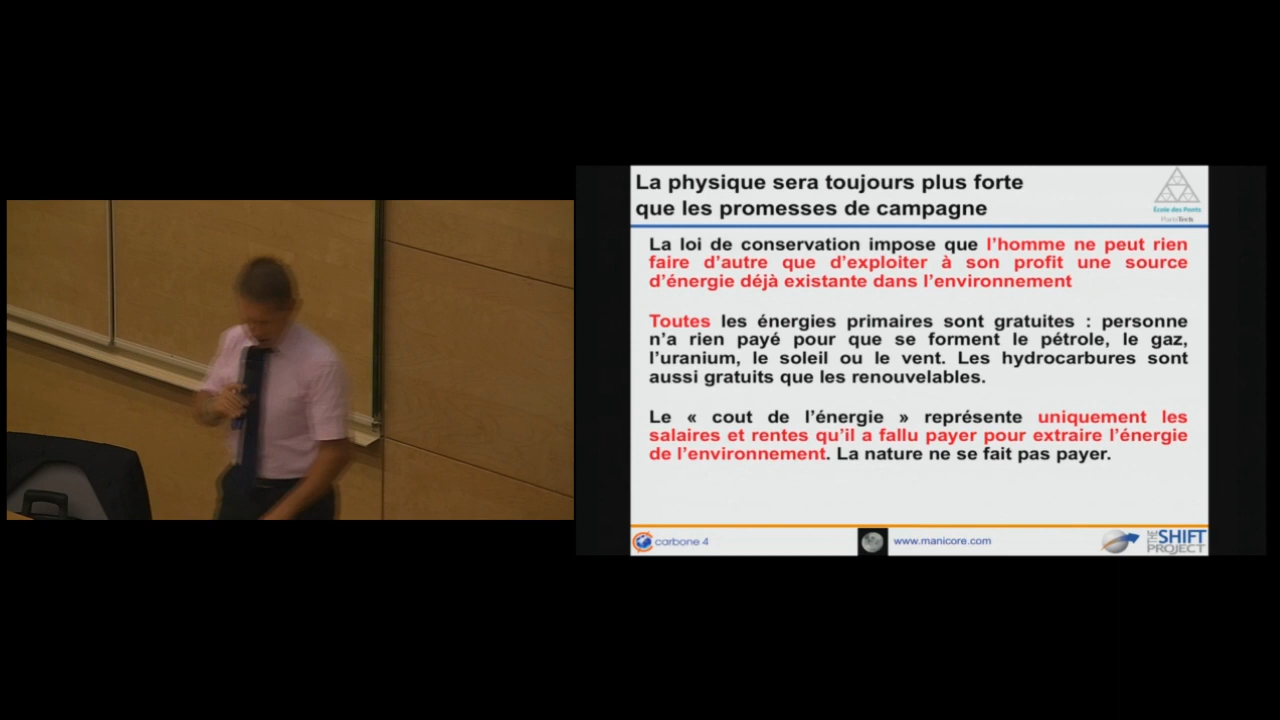 La physique sera toujours plus forte
que les promesses de campagne
École des Ponts
ParisTech
La loi de conservation impose que l’homme ne peut rien
faire d’autre que d’exploiter à son profit une source
d’énergie déjà existante dans l’environnement
Toutes les énergies primaires sont gratuites : personne
n’a rien payé pour que se forment le pétrole, le gaz,
l’uranium, le soleil ou le vent. Les hydrocarbures sont
aussi gratuits que les renouvelables.
Le « cout de l’énergie » représente uniquement les
salaires et rentes qu’il a fallu payer pour extraire l’énergie
de l’environnement. La nature ne se fait pas payer.
carbone 4
www.manicore.com
THE SHIFT
PROJECT